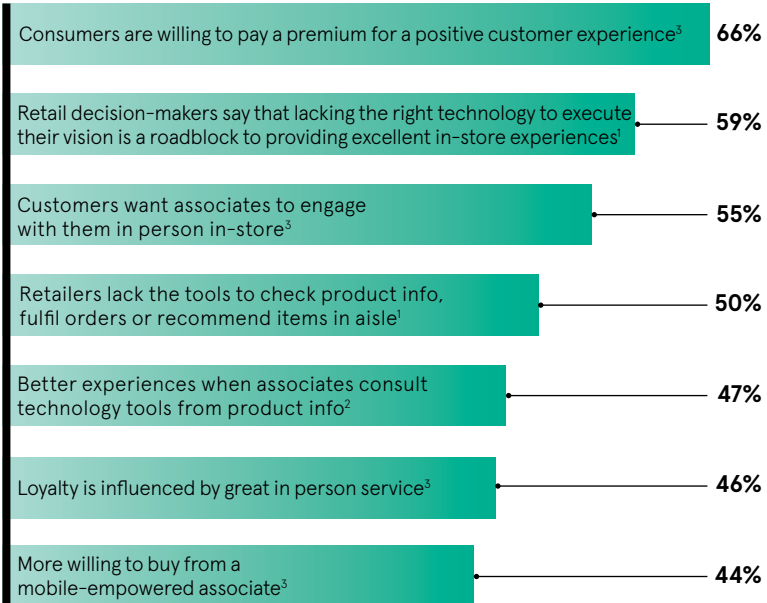 Consumers are willing to pay a premium for a positive customer experience³ 66%
Retail decision-makers say that lacking the right technology to execute
their vision is a roadblock to providing excellent in-store experiences¹ 59%
Customers want associates to engage
with them in person in-store³ 55%
Retailers lack the tools to check product info,
fulfil orders or recommend items in aisle¹ 50%
Better experiences when associates consult
technology tools from product info² 47%
Loyalty is influenced by great in person service³ 46%
More willing to buy from a
mobile-empowered associate³ 44%